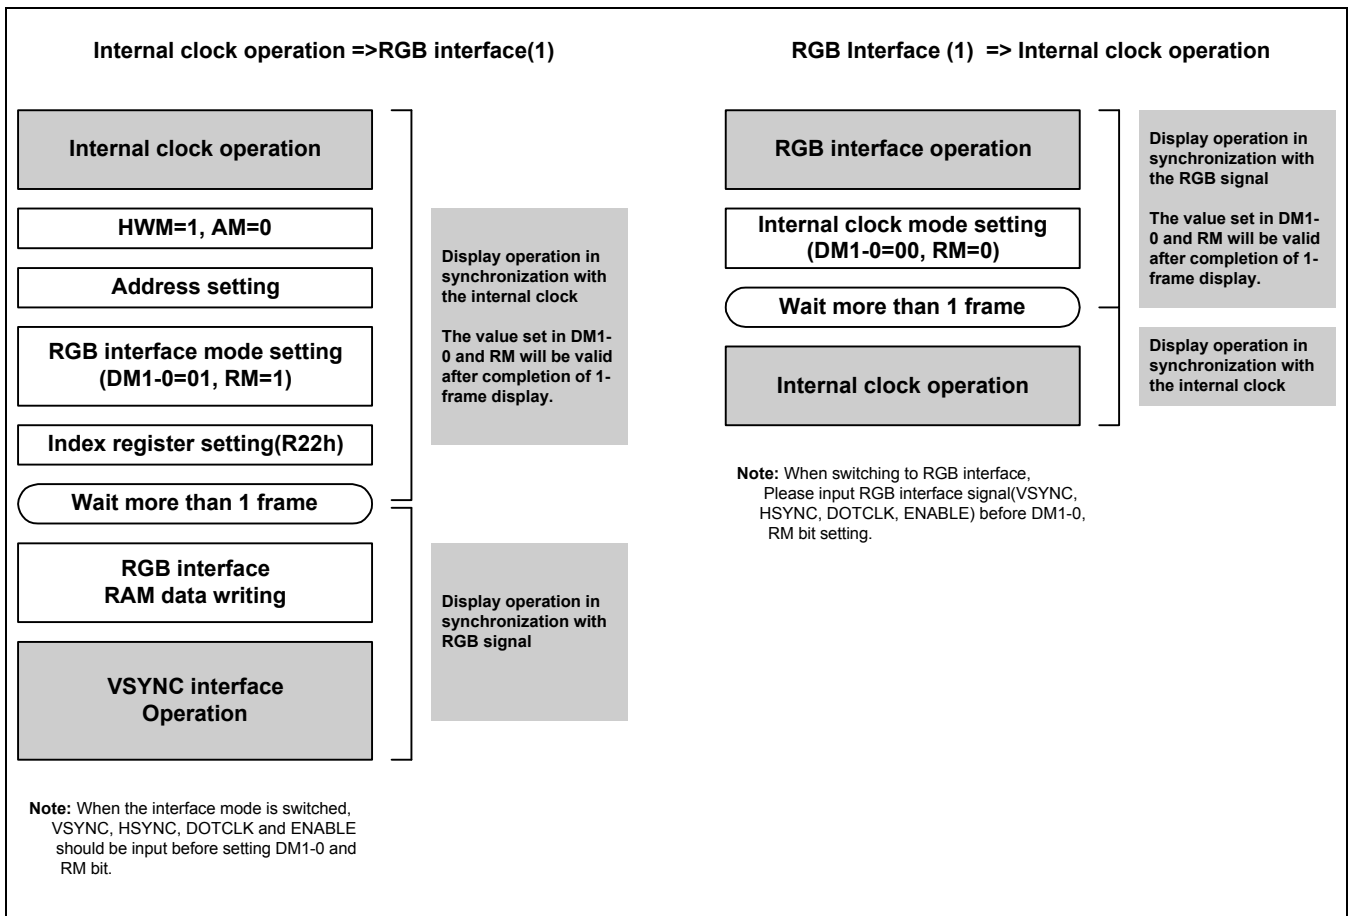 Internal clock operation =>RGB interface(1)
Internal clock operation
HWM=1, AM=0
Address setting
RGB interface mode setting
(DM1-0=01, RM=1)
Index register setting(R22h)
Wait more than 1 frame
RGB interface
RAM data writing
VSYNC interface
Operation
Display operation in
synchronization with
the internal clock
The value set in DM1-
0 and RM will be valid
after completion of 1-
frame display.
Display operation in
synchronization with
RGB signal
Note: When the interface mode is switched,
VSYNC, HSYNC, DOTCLK and ENABLE
should be input before setting DM1-0 and
RM bit.
RGB Interface (1) => Internal clock operation
RGB interface operation
Internal clock mode setting
(DM1-0=00, RM=0)
Wait more than 1 frame
Internal clock operation
Display operation in
synchronization with
the RGB signal
The value set in DM1-
0 and RM will be valid
after completion of 1-
frame display.
Display operation in
synchronization with
the internal clock
Note: When switching to RGB interface,
Please input RGB interface signal(VSYNC,
HSYNC, DOTCLK, ENABLE) before DM1-0,
RM bit setting.